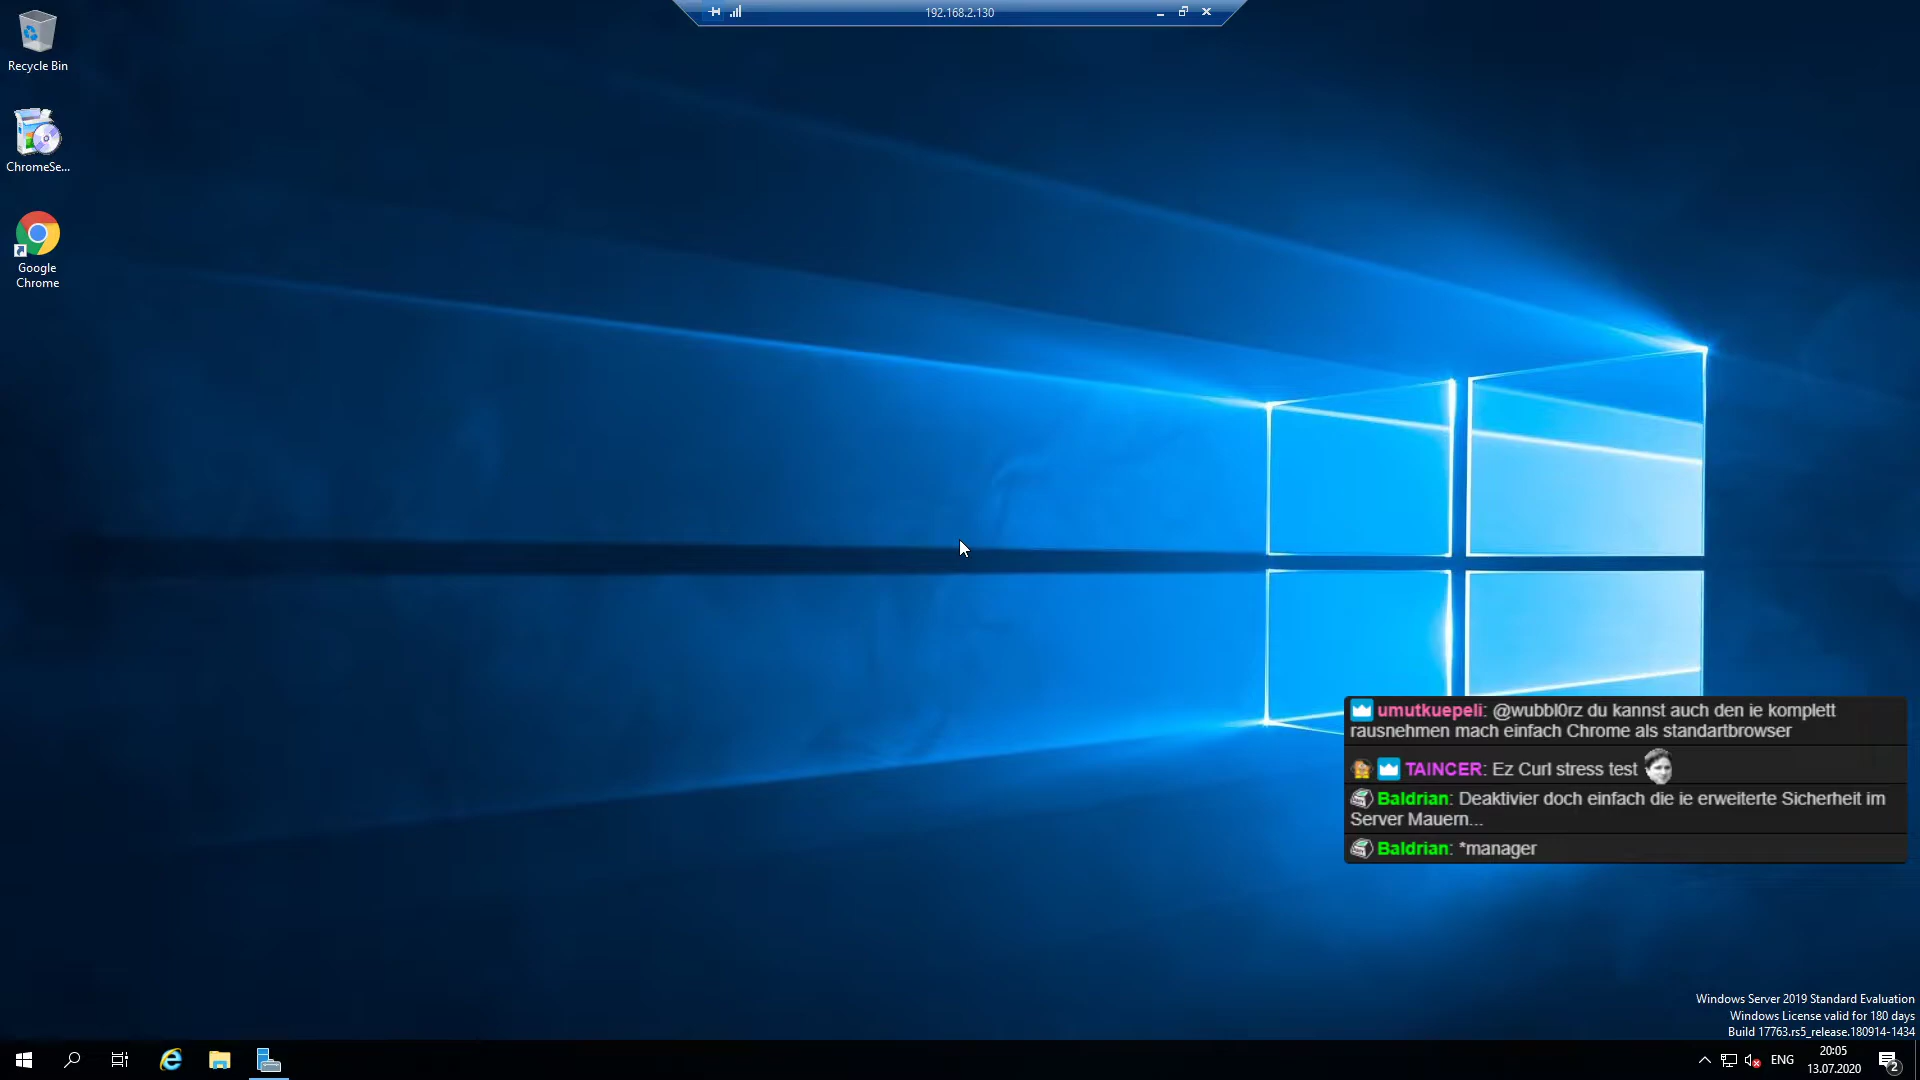 192.168.2.130
Recycle Bin
ChromeSe...
Google
Chrome
umutkuepeli: @wubbl0rz du kannst auch den ie komplett
rausnehmen mach einfach Chrome als standartbrowser
TAINCER: Ez Curl stress test
Baldrian: Deaktivier doch einfach die ie erweiterte Sicherheit im
Server Mauern...
Baldrian: *manager
Windows Server 2019 Standard Evaluation
Windows License valid for 180 days
Build 17763.rs5_release.180914-1434
ENG
20:05
13.07.2020
2